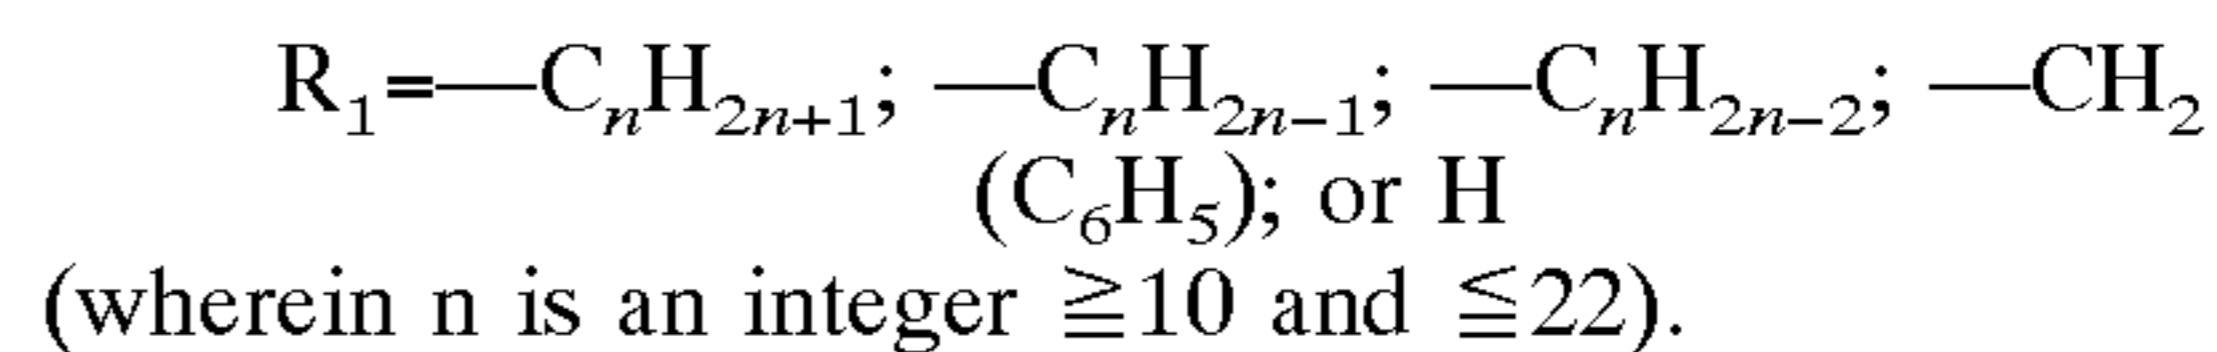 R₁=—CₙH₂ₙ₊₁; —CₙH₂ₙ₋₁; —CₙH₂ₙ₋₂; —CH₂
(C₆H₅); or H
(wherein n is an integer ≧10 and ≦22).